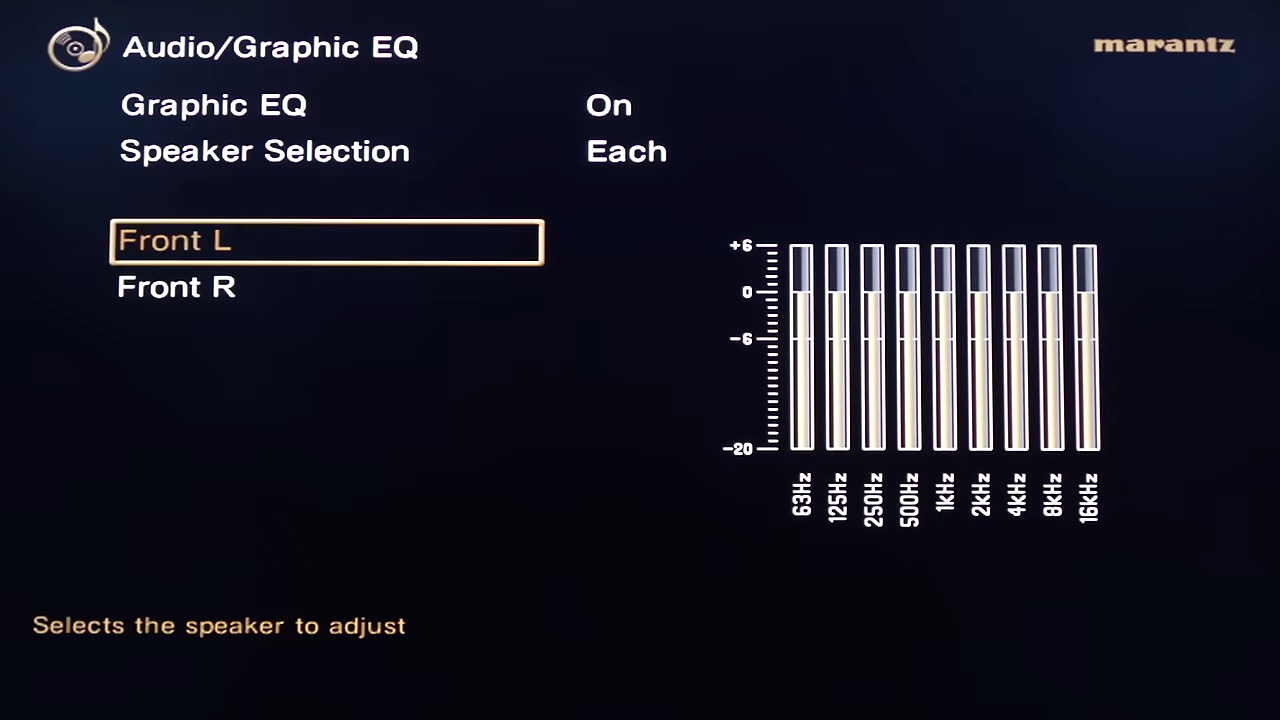 Audio/Graphic EQ
marantz
Graphic EQ On
Speaker Selection Each
Front L
Front R
+6
0
-6
-20
63Hz 125Hz 250Hz 500Hz 1kHz 2kHz 4kHz 8kHz 16kHz
Selects the speaker to adjust